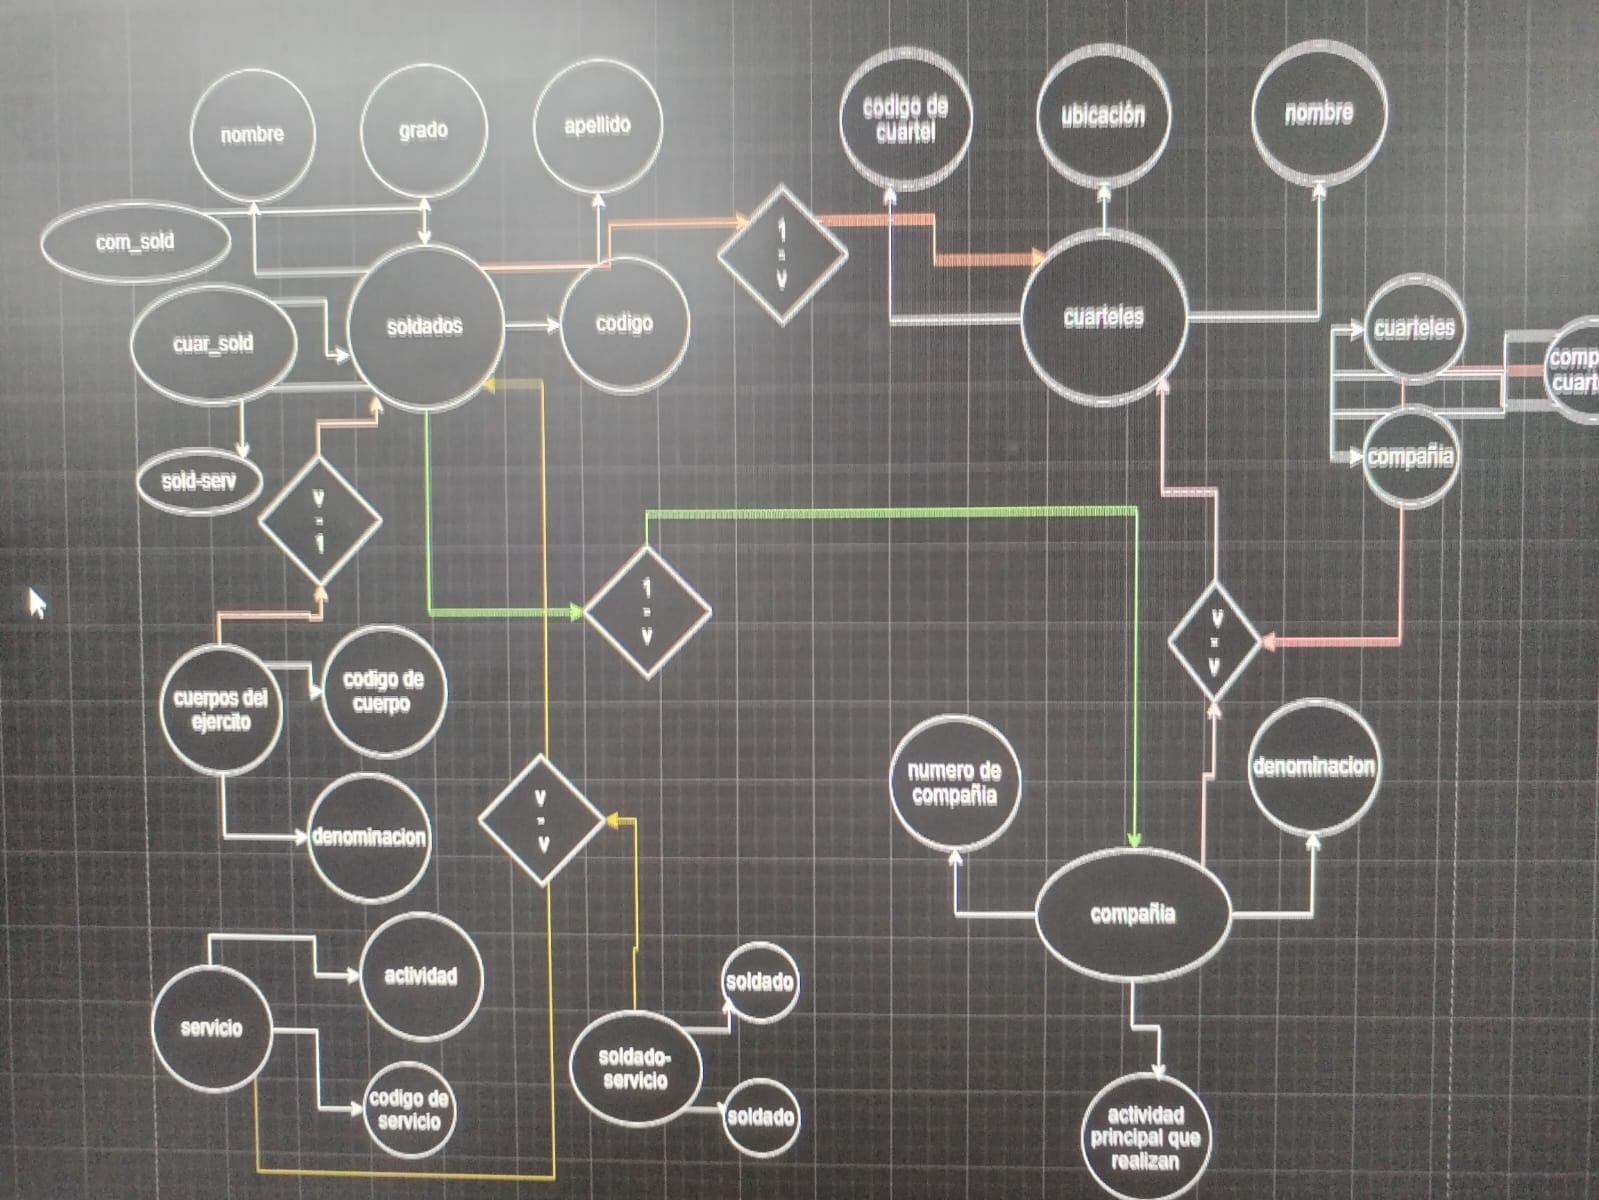 nombre
grado
apellido
codigo de
cuartel
ubicación
nombre
com_sold
1
=
v
cuar_sold
soldados
codigo
cuarteles
cuarteles
compañia
sold-serv
v
=
1
1
=
v
v
=
v
cuerpos del
ejercito
codigo de
cuerpo
denominacion
v
=
v
numero de
compañia
denominacion
compañia
actividad
servicio
codigo de
servicio
soldado-
servicio
soldado
soldado
actividad
principal que
realizan